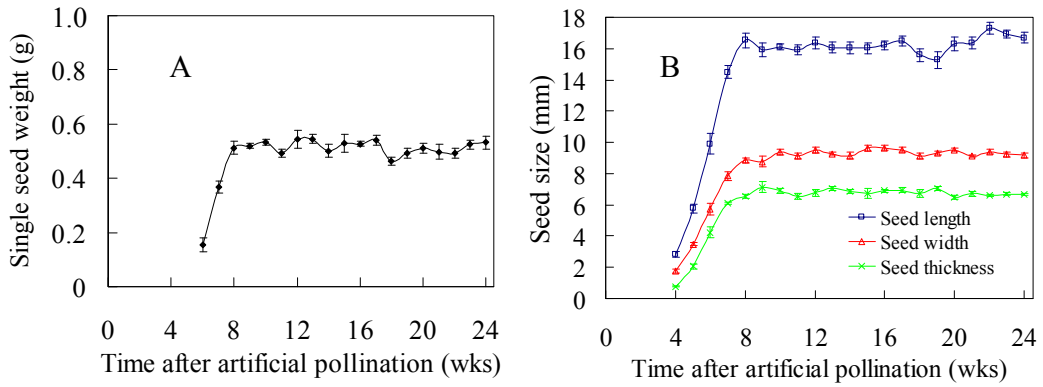 A
Single seed weight (g)
1.0
0.8
0.6
0.4
0.2
0
0 4 8 12 16 20 24
Time after artificial pollination (wks)
B
Seed size (mm)
18
16
14
12
10
8
6
4
2
0
Seed length
Seed width
Seed thickness
0 4 8 12 16 20 24
Time after artificial pollination (wks)